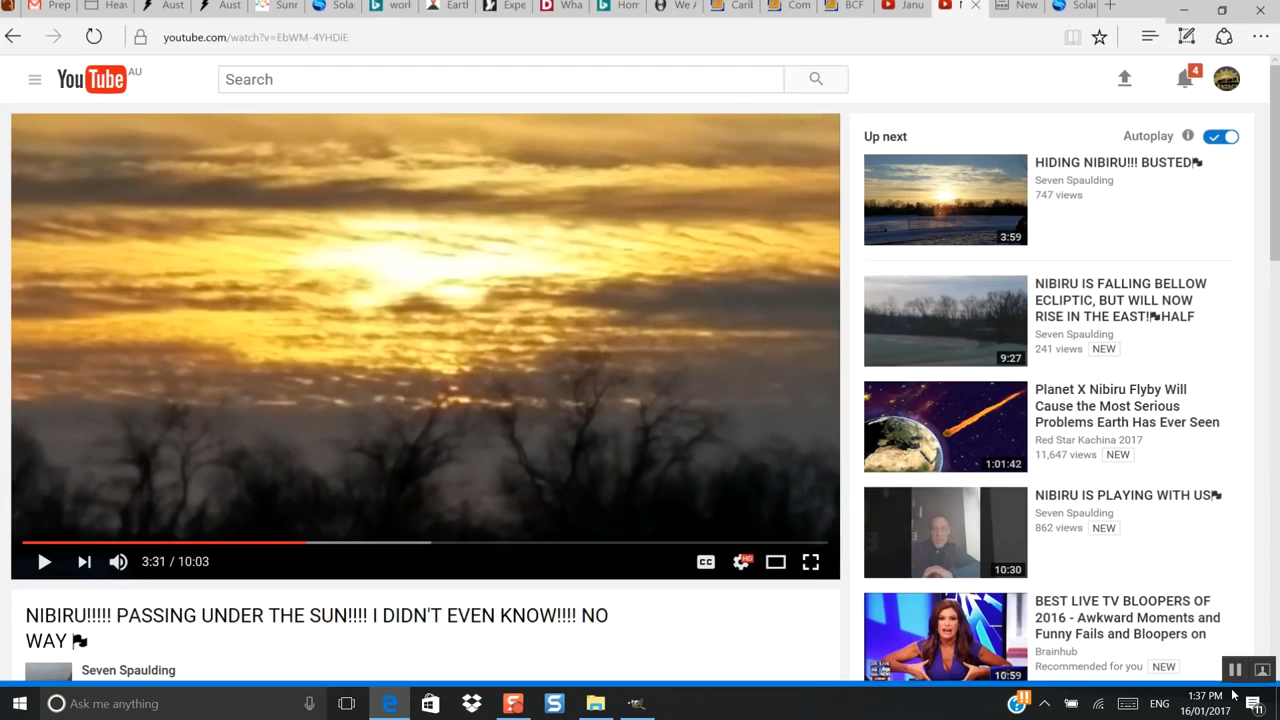 Prep
Hea
Aust
Aust
Sunr
Sola
worl
Eartl
Expe
Wha
Hom
We A
Caril
Com
BCF
Janu
N
New
Solar
youtube.com/watch?v=EbWM-4YHDiE
YouTube AU
Search
4
Up next
Autoplay
HIDING NIBIRU!!! BUSTED
Seven Spaulding
747 views
3:59
NIBIRU IS FALLING BELLOW
ECLIPTIC, BUT WILL NOW
RISE IN THE EAST! HALF
Seven Spaulding
241 views NEW
9:27
Planet X Nibiru Flyby Will
Cause the Most Serious
Problems Earth Has Ever Seen
Red Star Kachina 2017
11,647 views NEW
1:01:42
NIBIRU IS PLAYING WITH US
Seven Spaulding
862 views NEW
10:30
BEST LIVE TV BLOOPERS OF
2016 - Awkward Moments and
Funny Fails and Bloopers on
Brainhub
Recommended for you NEW
10:59
3:31 / 10:03
CC
HD
NIBIRU!!!!! PASSING UNDER THE SUN!!!! I DIDN'T EVEN KNOW!!!! NO
WAY
Seven Spaulding
Ask me anything
ENG
1:37 PM
16/01/2017
11